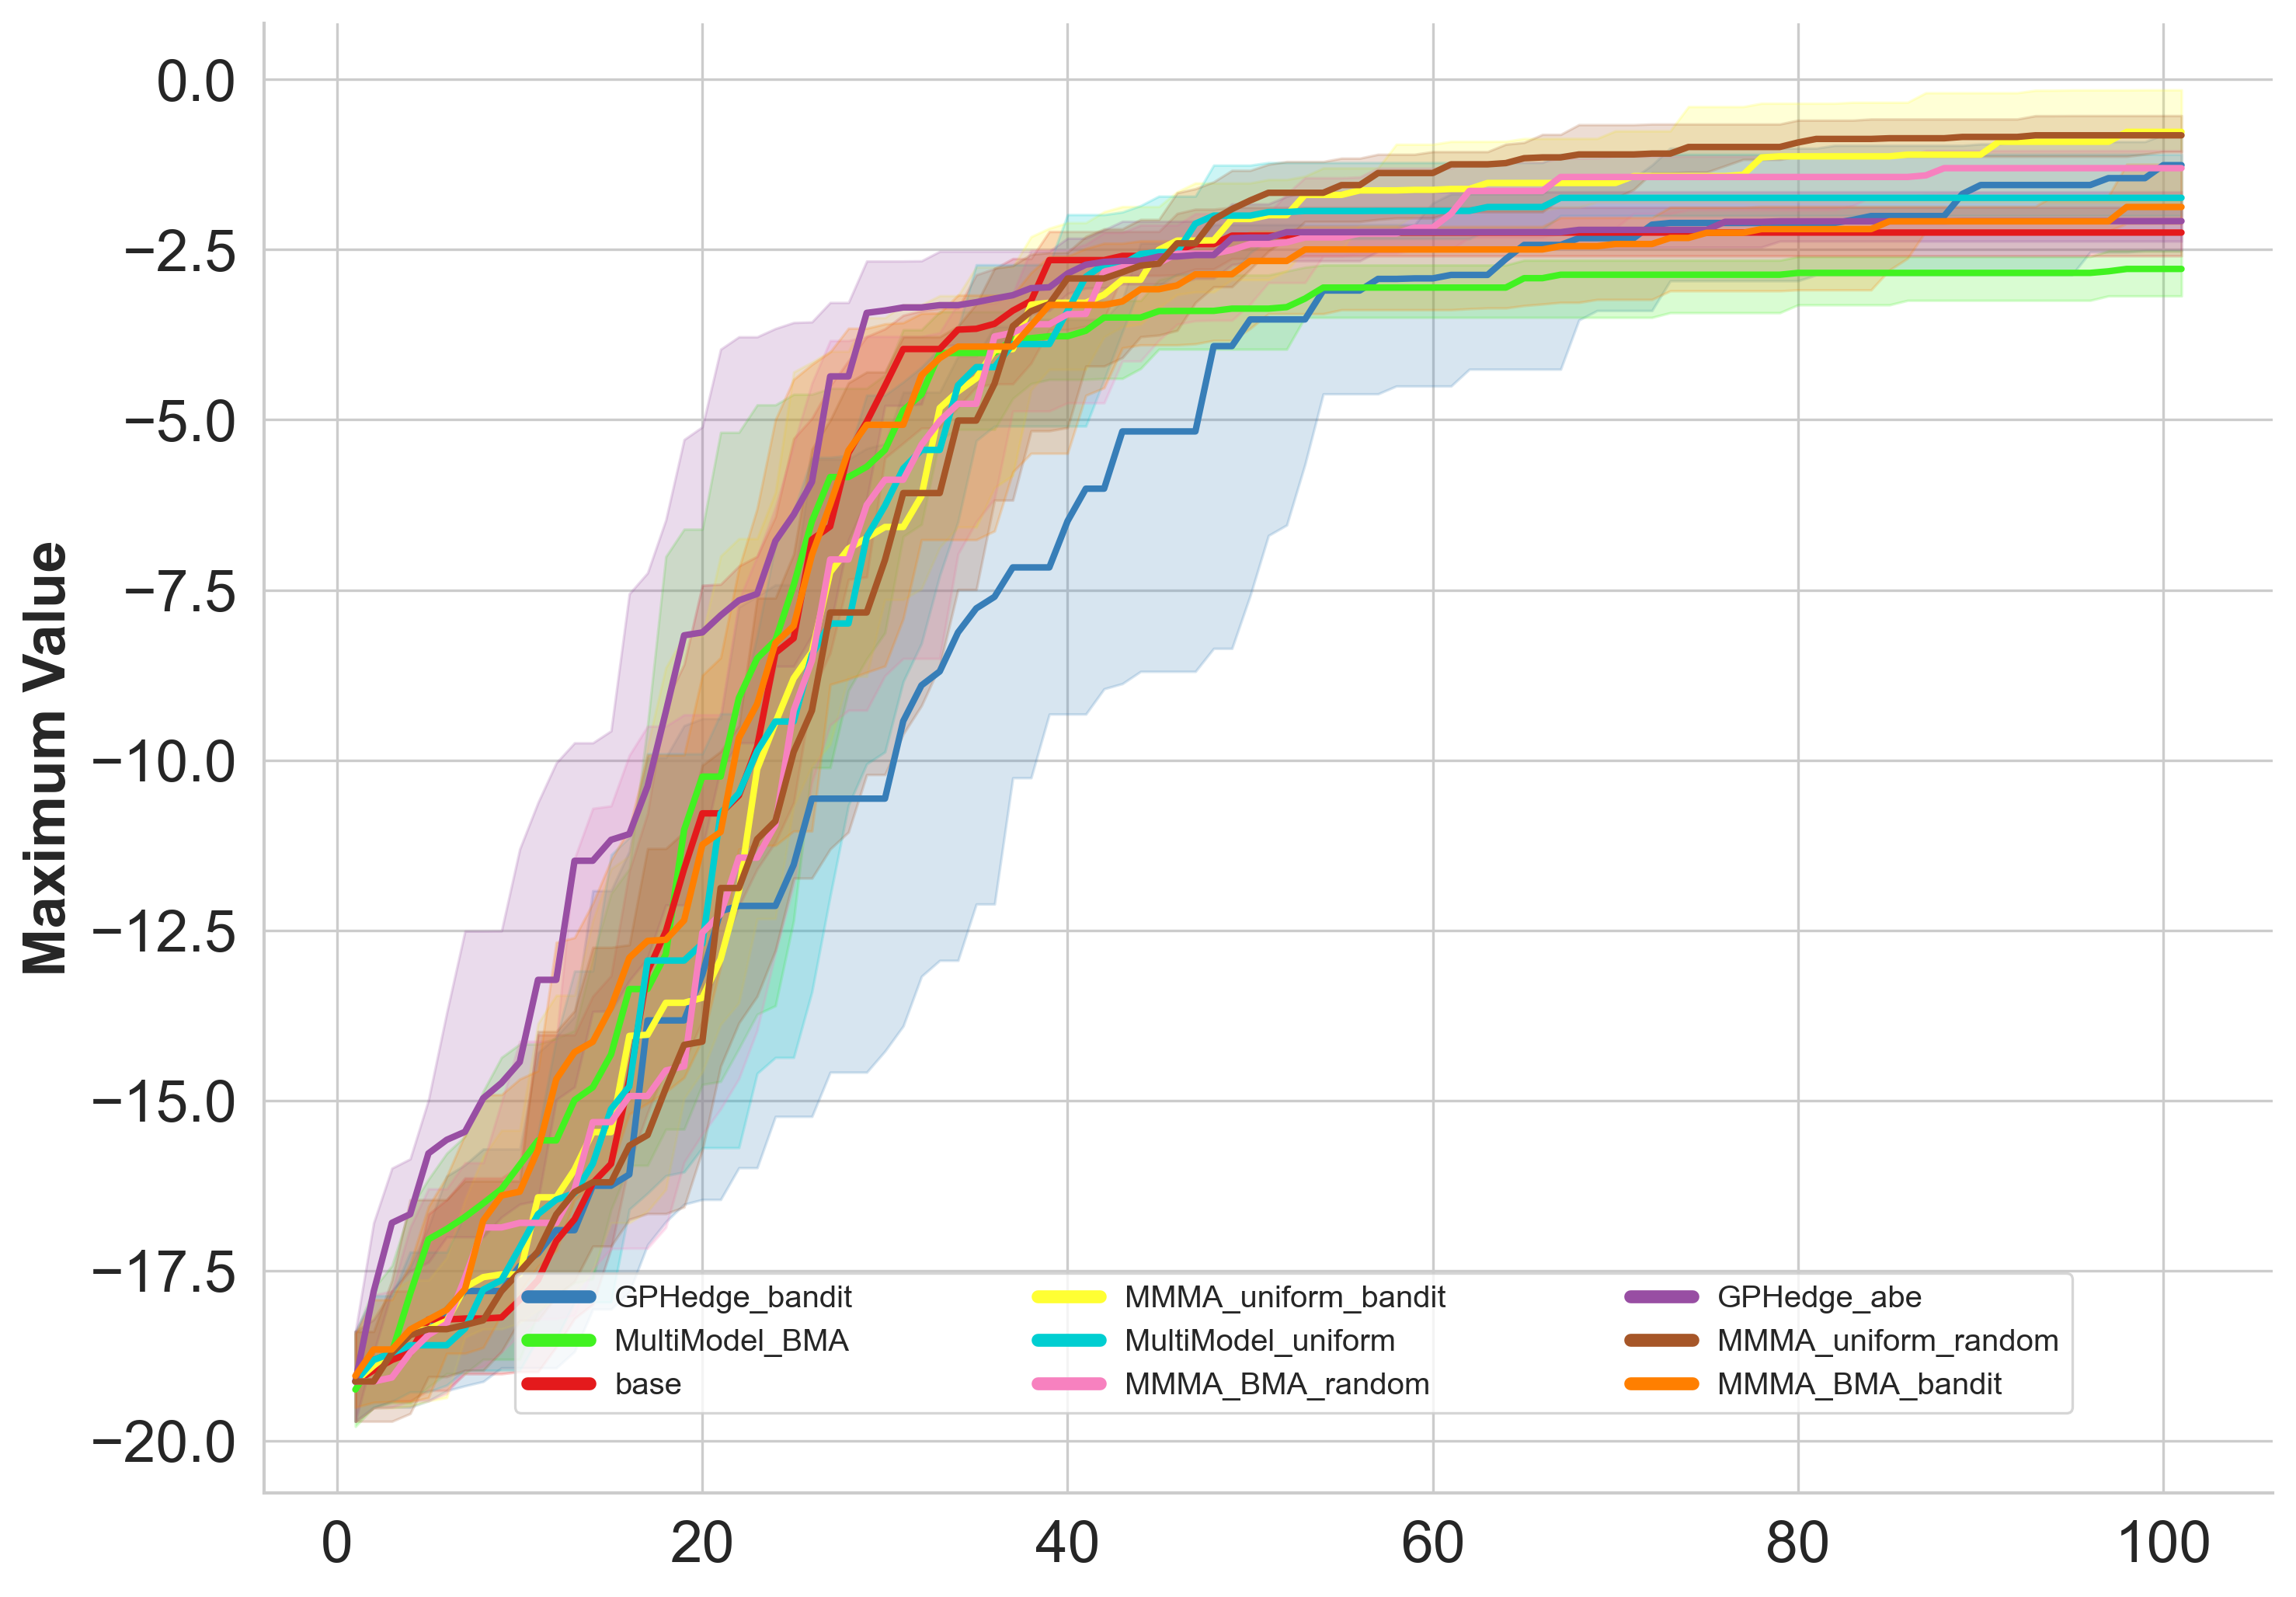 0.0
−2.5
−5.0
−7.5
−10.0
−12.5
−15.0
−17.5
−20.0
Maximum Value
GPHedge_bandit
MultiModel_BMA
base
MMMA_uniform_bandit
MultiModel_uniform
MMMA_BMA_random
GPHedge_abe
MMMA_uniform_random
MMMA_BMA_bandit
0 20 40 60 80 100